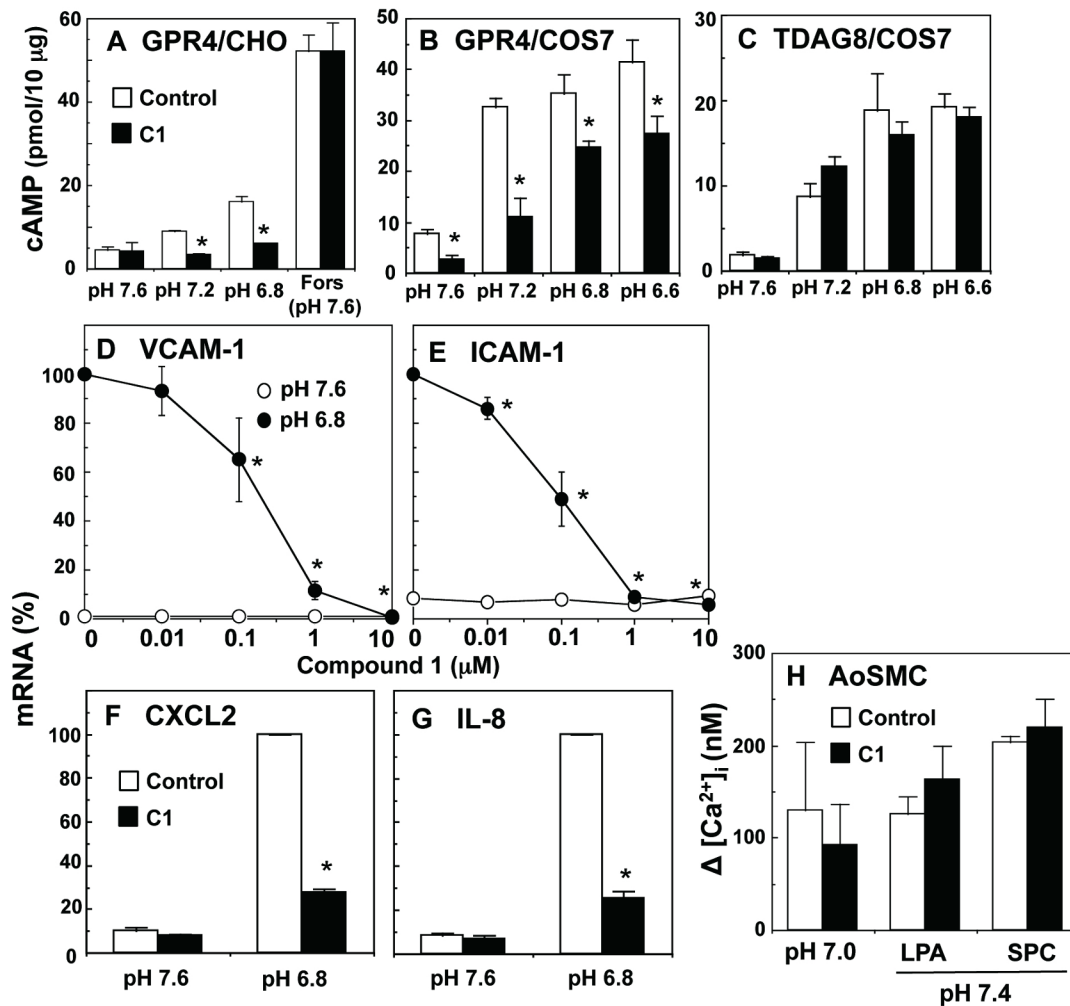 A GPR4/CHO
Control
C1
cAMP (pmol/10 μg)
60
40
20
0
pH 7.6
pH 7.2
pH 6.8
Fors
(pH 7.6)
*
*
B GPR4/COS7
50
40
30
20
10
0
*
*
*
*
pH 7.6
pH 7.2
pH 6.8
pH 6.6
C TDAG8/COS7
30
20
10
0
pH 7.6
pH 7.2
pH 6.8
pH 6.6
D VCAM-1
pH 7.6
pH 6.8
100
80
60
40
20
0
*
*
*
0
0.01
0.1
1
10
E ICAM-1
*
*
*
*
0
0.01
0.1
1
10
Compound 1 (μM)
mRNA (%)
F CXCL2
Control
C1
100
80
60
40
20
0
*
pH 7.6
pH 6.8
G IL-8
*
pH 7.6
pH 6.8
H AoSMC
Control
C1
Δ [Ca2+]i (nM)
300
200
100
0
pH 7.0
LPA
SPC
pH 7.4